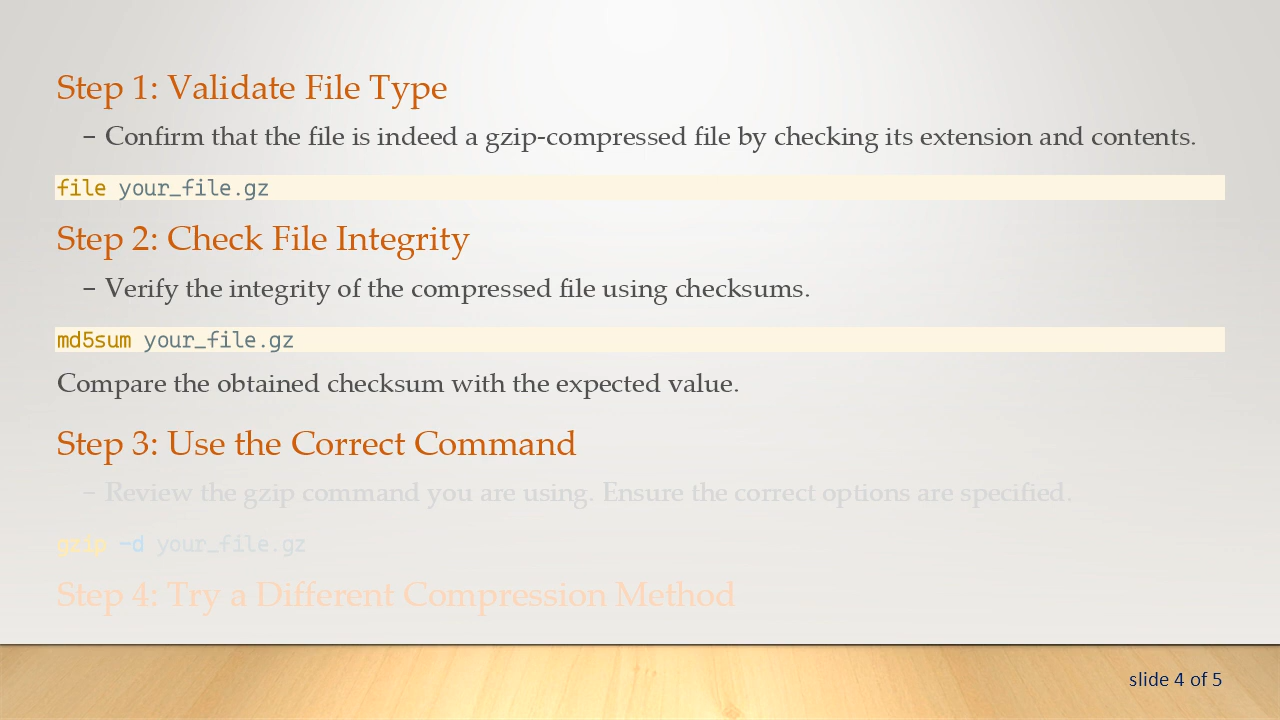 Step 1: Validate File Type
– Confirm that the file is indeed a gzip-compressed file by checking its extension and contents.
file your_file.gz
Step 2: Check File Integrity
– Verify the integrity of the compressed file using checksums.
md5sum your_file.gz
Compare the obtained checksum with the expected value.
Step 3: Use the Correct Command
– Review the gzip command you are using. Ensure the correct options are specified.
gzip -d your_file.gz
Step 4: Try a Different Compression Method
slide 4 of 5